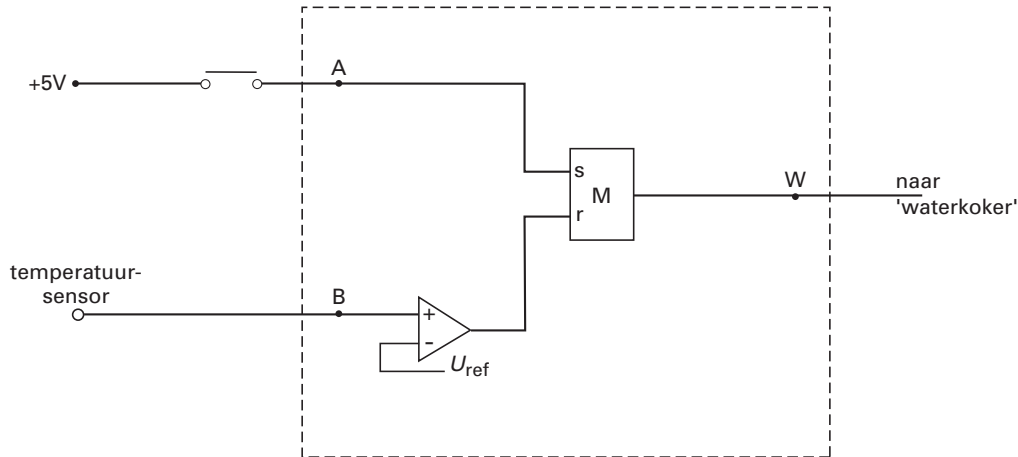 +5V
A
s
M
r
W
naar
'waterkoker'
temperatuur-
sensor
B
+
-
Uref